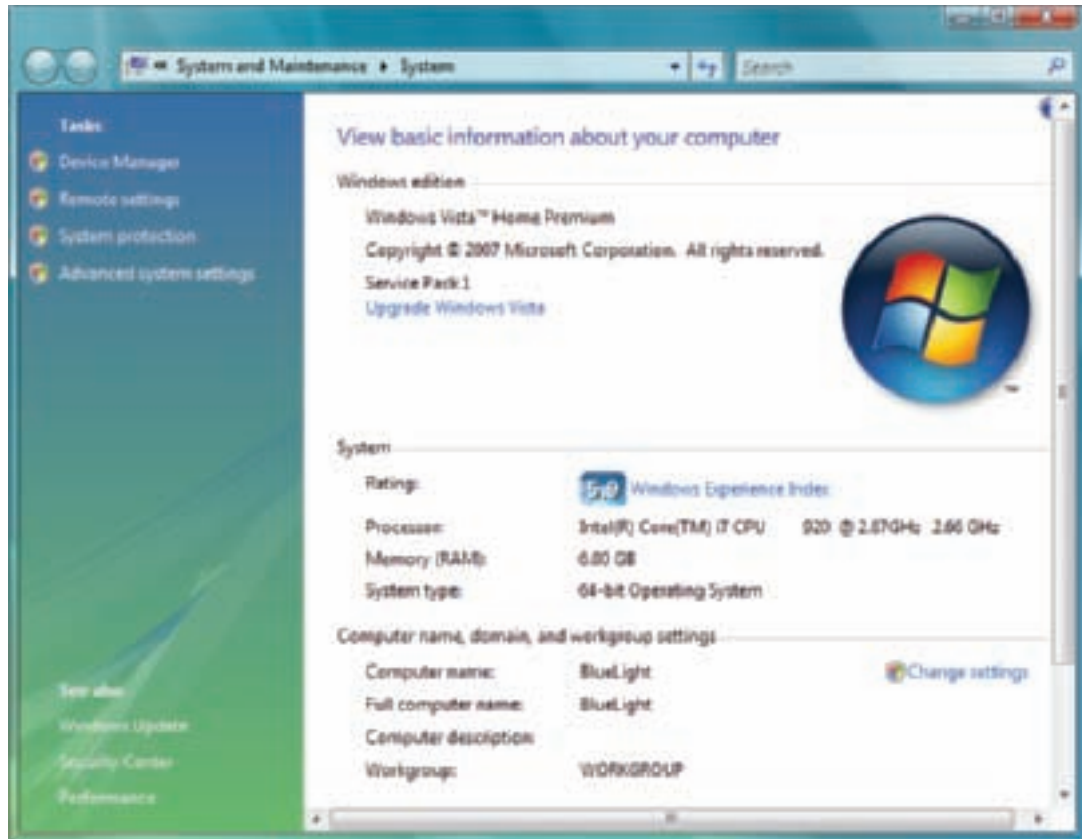 System and Maintenance System
Search
Tasks
Device Manager
Remote settings
System protection
Advanced system settings
See also
Windows Update
Security Center
Performance
View basic information about your computer
Windows edition
Windows Vista™ Home Premium
Copyright © 2007 Microsoft Corporation. All rights reserved.
Service Pack 1
Upgrade Windows Vista
System
Rating: 5.9 Windows Experience Index
Processor: Intel(R) Core(TM) i7 CPU 920 @ 2.67GHz 2.66 GHz
Memory (RAM): 6.00 GB
System type: 64-bit Operating System
Computer name, domain, and workgroup settings
Computer name: BlueLight Change settings
Full computer name: BlueLight
Computer description:
Workgroup: WORKGROUP